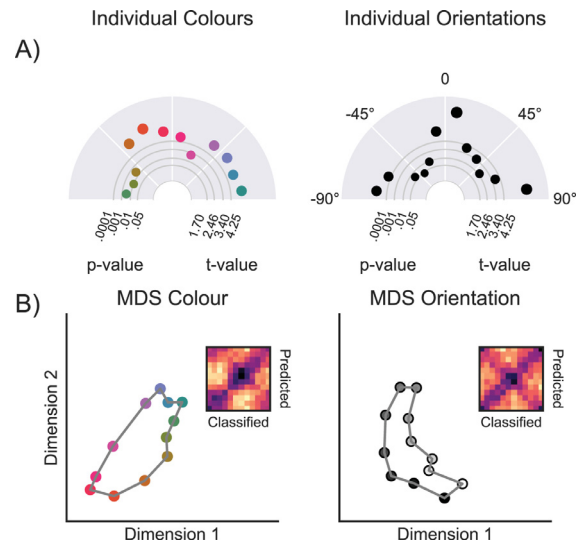 Individual Colours
Individual Orientations
A)
0
-45°
45°
-90°
90°
.0001
.001
.01
.05
1.70
2.46
3.40
4.25
.0001
.001
.01
.05
1.70
2.46
3.40
4.25
p-value
t-value
p-value
t-value
B)
MDS Colour
MDS Orientation
Dimension 2
Predicted
Classified
Predicted
Classified
Dimension 1
Dimension 1